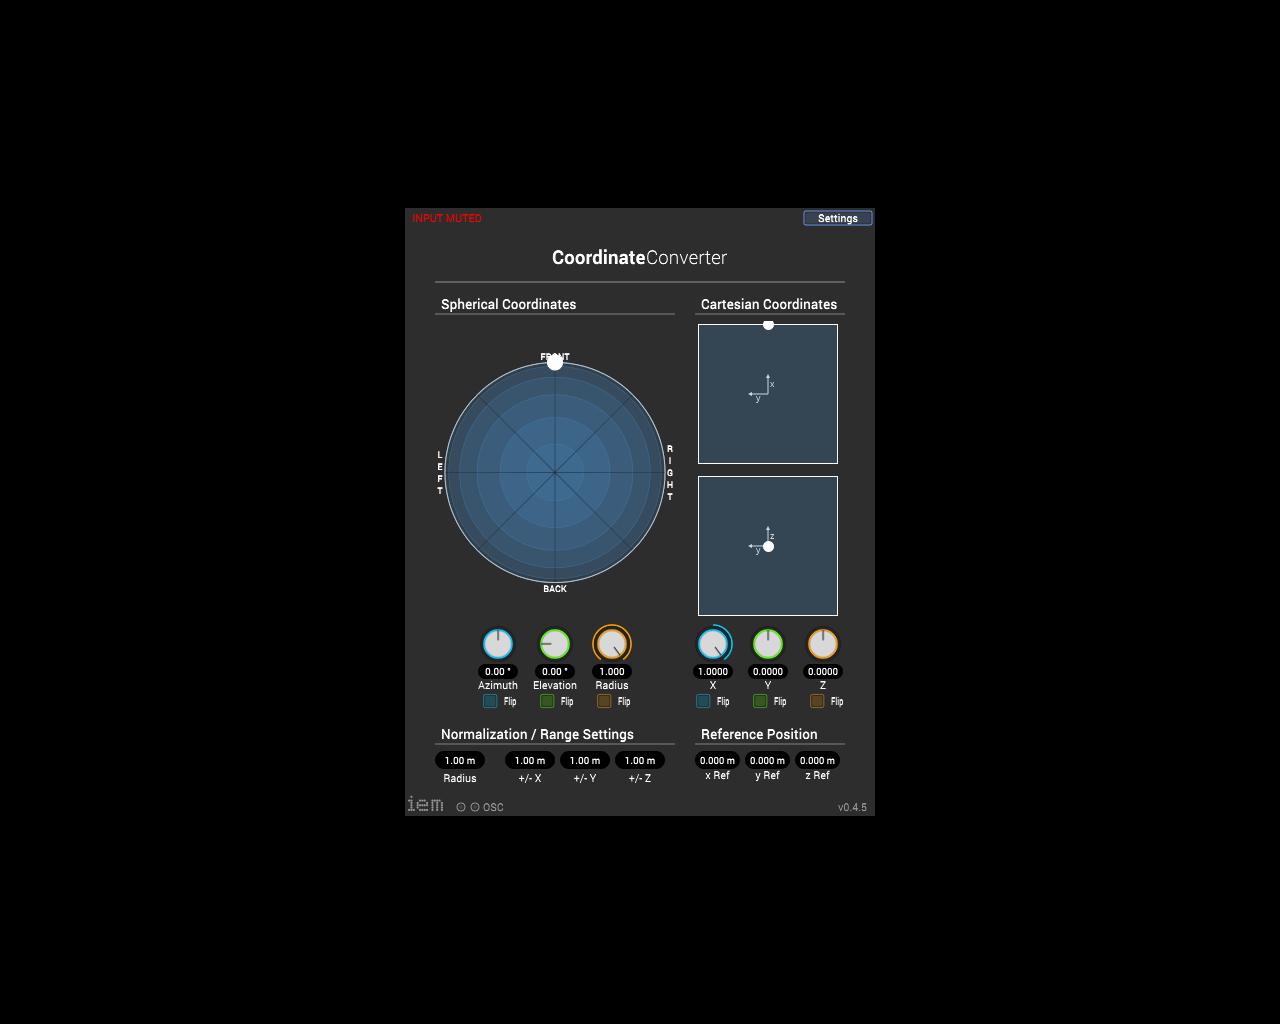 INPUT MUTED
Settings
CoordinateConverter
Spherical Coordinates
Cartesian Coordinates
LEFT
RIGHT
BACK
x
y
z
y
0.00 °
0.00 °
1.000
1.0000
0.0000
0.0000
Azimuth
Elevation
Radius
X
Y
Z
Flip
Flip
Flip
Flip
Flip
Flip
Normalization / Range Settings
Reference Position
1.00 m
1.00 m
1.00 m
1.00 m
0.000 m
0.000 m
0.000 m
Radius
+/- X
+/- Y
+/- Z
x Ref
y Ref
z Ref
iem
OSC
v0.4.5